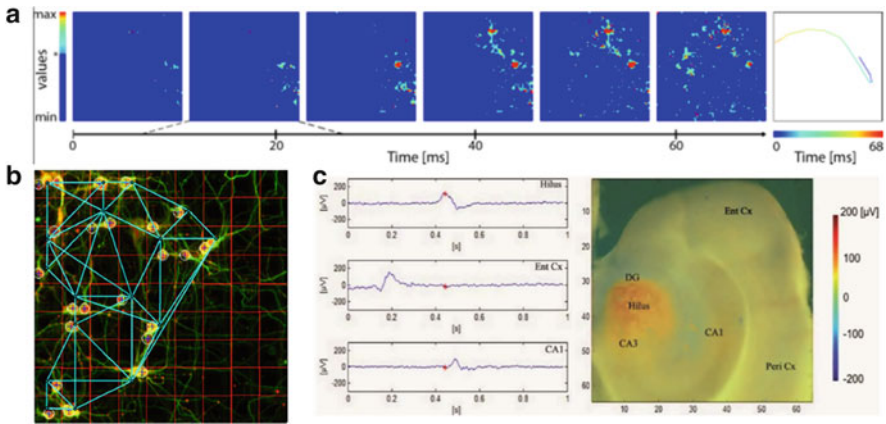 a
max
values
min
0
20
40
60
Time [ms]
0
68
Time [ms]
b
c
Hilus
200
0
-200
[µV]
0
0.2
0.4
0.6
0.8
1
[s]
Ent Cx
200
0
-200
[µV]
0
0.2
0.4
0.6
0.8
1
[s]
CA1
200
0
-200
[µV]
0
0.2
0.4
0.6
0.8
1
[s]
10
20
30
40
50
60
10
20
30
40
50
60
Ent Cx
DG
Hilus
CA3
CA1
Peri Cx
200 [µV]
100
0
-100
-200